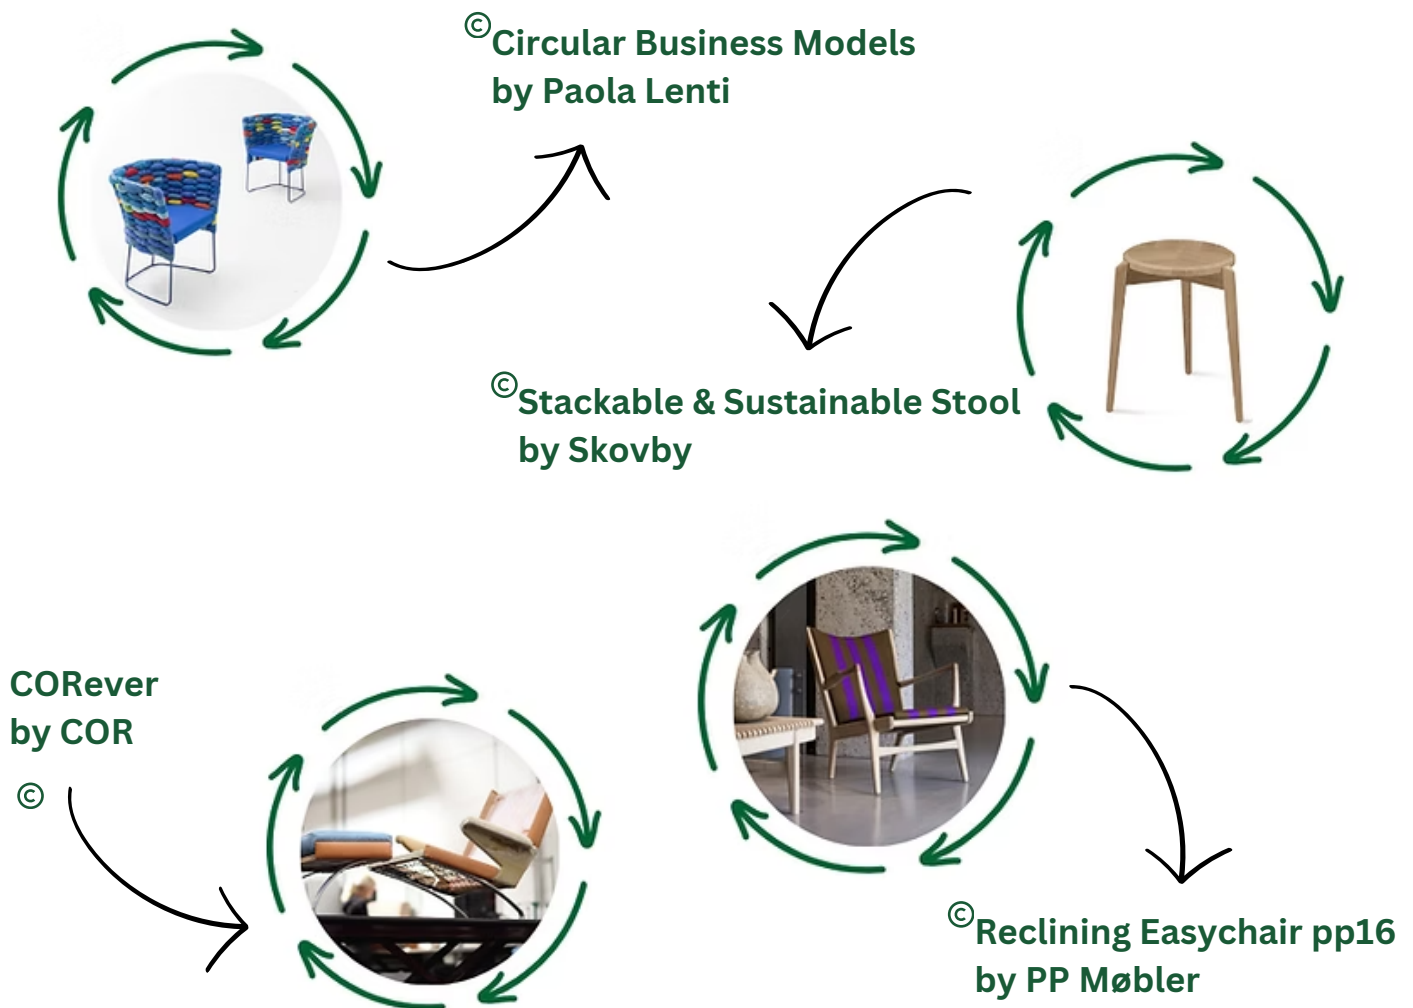 ©Circular Business Models
by Paola Lenti
©Stackable & Sustainable Stool
by Skovby
CORever
by COR
©
©Reclining Easychair pp16
by PP Møbler